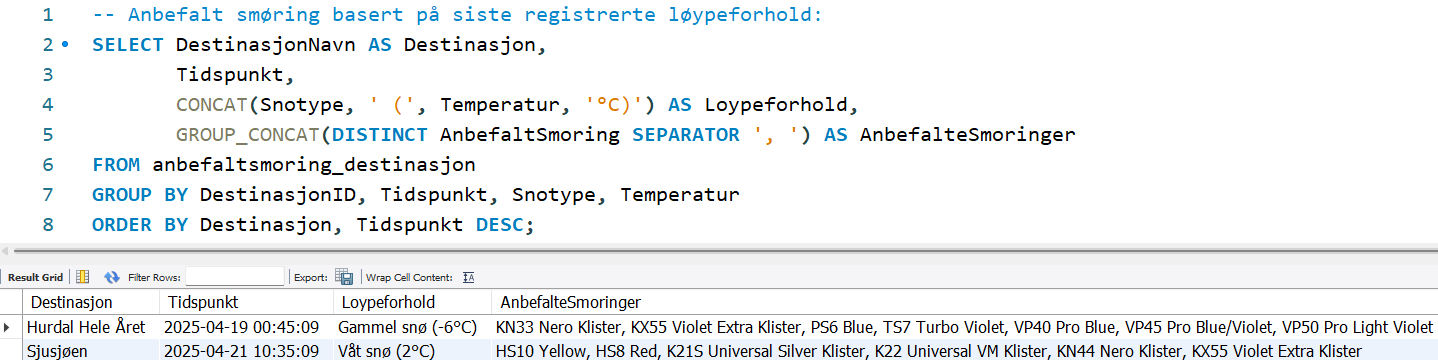 1 -- Anbefalt smøring basert på siste registrerte løypeforhold:
2 SELECT DestinasjonNavn AS Destinasjon,
3 Tidspunkt,
4 CONCAT(Snotype, ' (', Temperatur, '°C)') AS Loypeforhold,
5 GROUP_CONCAT(DISTINCT AnbefaltSmoring SEPARATOR ', ') AS AnbefalteSmoringer
6 FROM anbefaltsmoring_destinasjon
7 GROUP BY DestinasjonID, Tidspunkt, Snotype, Temperatur
8 ORDER BY Destinasjon, Tidspunkt DESC;
Result Grid Filter Rows: Export: Wrap Cell Content:
Destinasjon Tidspunkt Loypeforhold AnbefalteSmoringer
Hurdal Hele Året 2025-04-19 00:45:09 Gammel snø (-6°C) KN33 Nero Klister, KX55 Violet Extra Klister, PS6 Blue, TS7 Turbo Violet, VP40 Pro Blue, VP45 Pro Blue/Violet, VP50 Pro Light Violet
Sjusjøen 2025-04-21 10:35:09 Våt snø (2°C) HS10 Yellow, HS8 Red, K21S Universal Silver Klister, K22 Universal VM Klister, KN44 Nero Klister, KX55 Violet Extra Klister